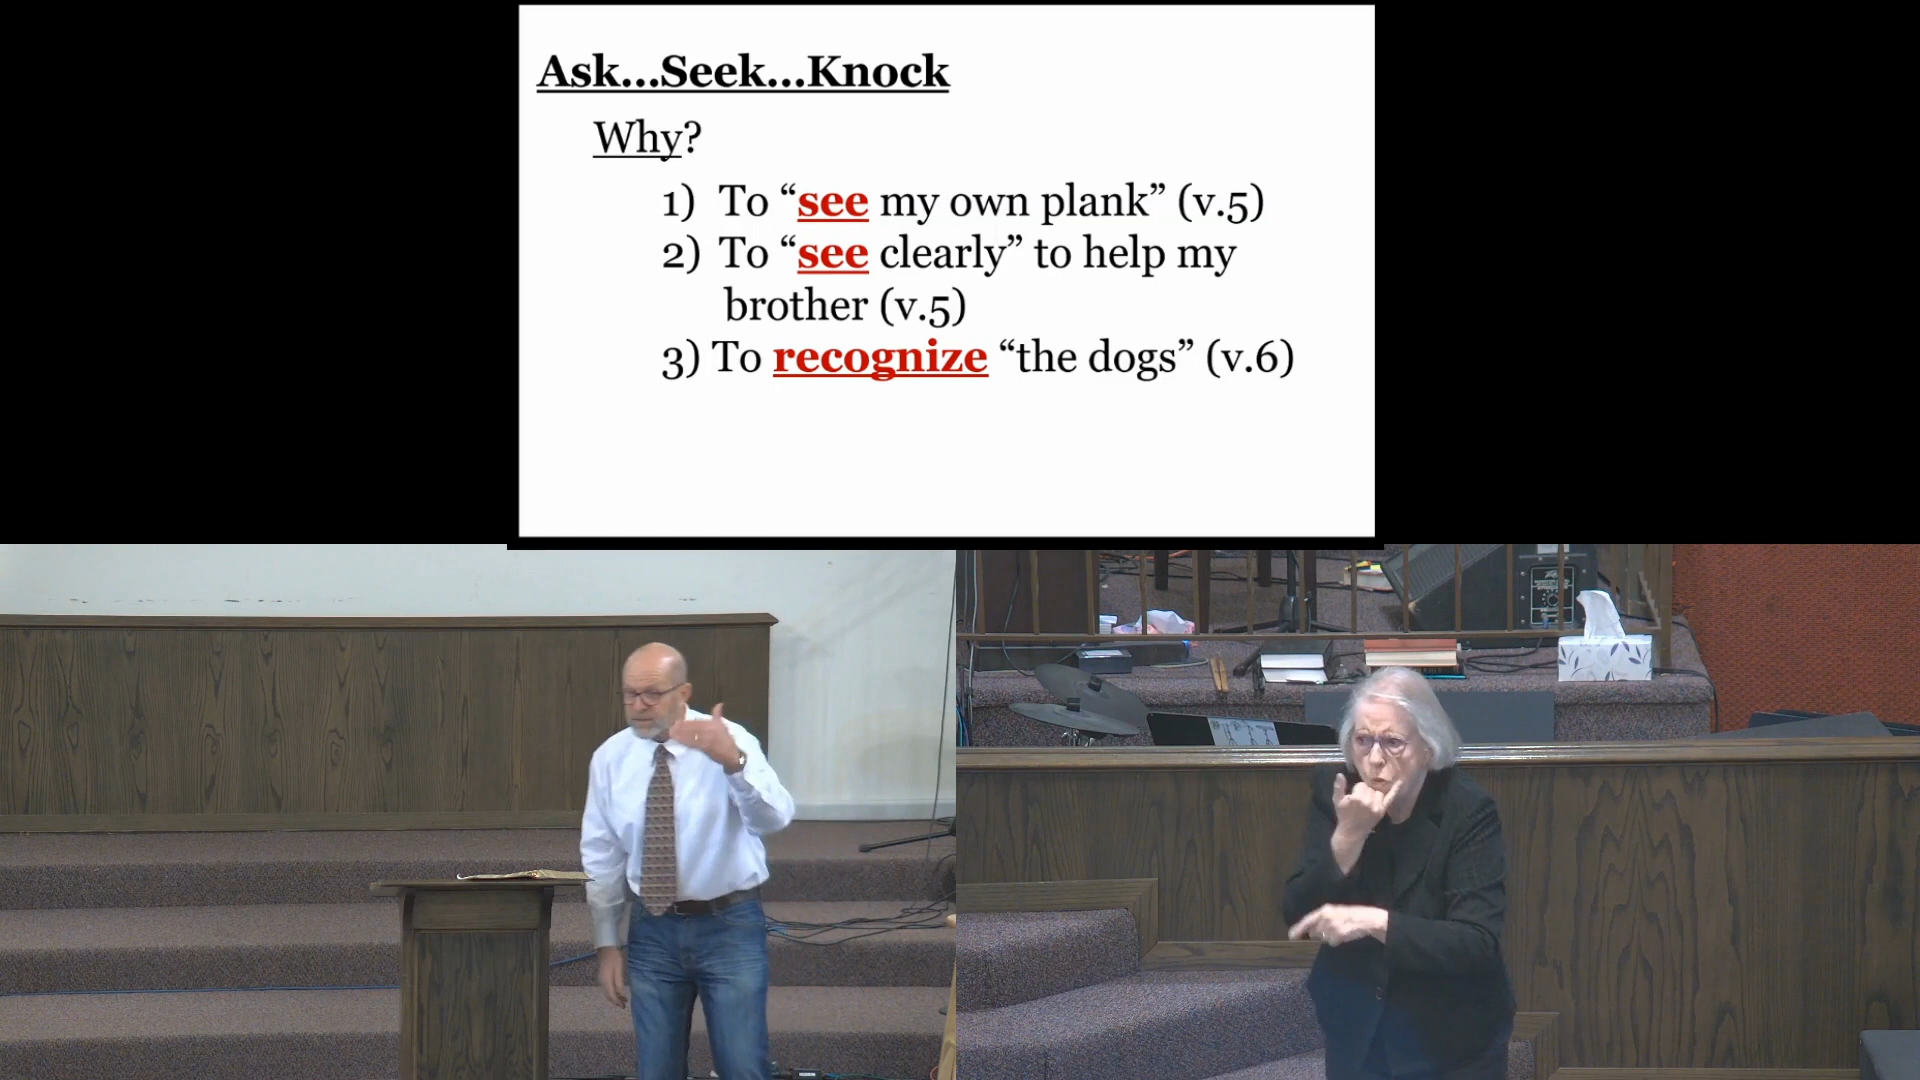 Ask...Seek...Knock
Why?
1) To “see my own plank” (v.5)
2) To “see clearly” to help my
brother (v.5)
3) To recognize “the dogs” (v.6)